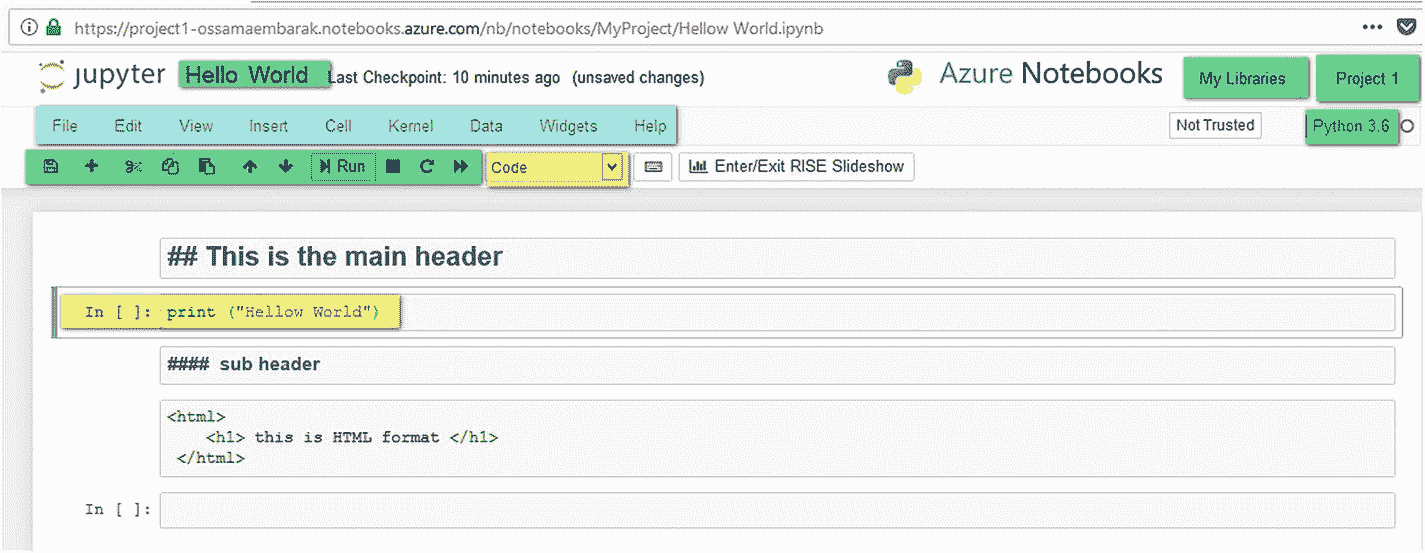 https://project1-ossamaembarak.notebooks.azure.com/nb/notebooks/MyProject/Hellow World.ipynb
jupyter Hello World Last Checkpoint: 10 minutes ago (unsaved changes) Azure Notebooks My Libraries Project 1
File Edit View Insert Cell Kernel Data Widgets Help Not Trusted Python 3.6
Run Code Enter/Exit RISE Slideshow
## This is the main header
In [ ]: print ("Hellow World")
#### sub header
<html>
<h1> this is HTML format </h1>
</html>
In [ ]: